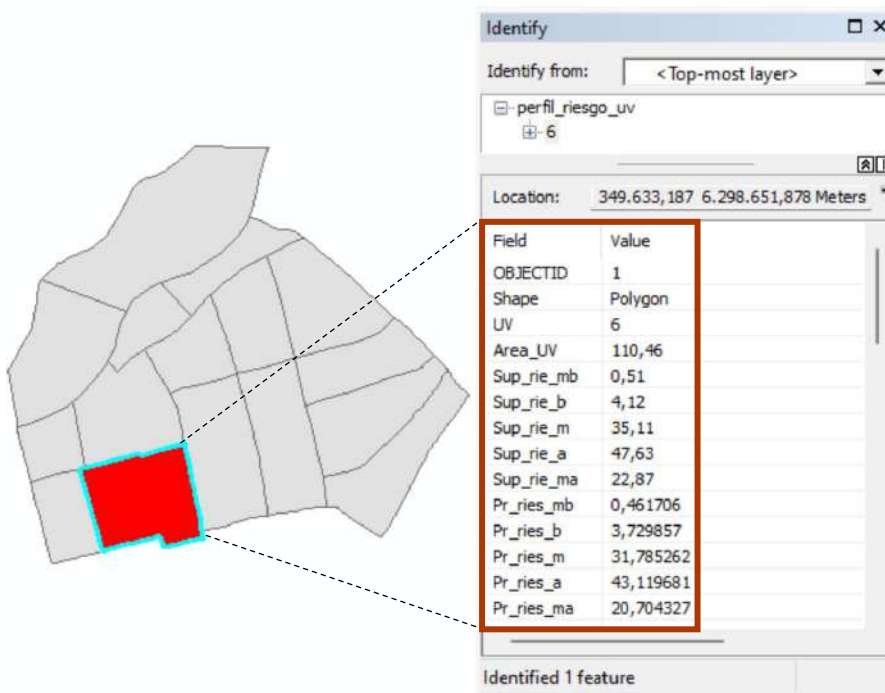 Identify
Identify from: <Top-most layer>
perfil_riesgo_uv
6
Location: 349.633,187 6.298.651,878 Meters
Field Value
OBJECTID 1
Shape Polygon
UV 6
Area_UV 110,46
Sup_rie_mb 0,51
Sup_rie_b 4,12
Sup_rie_m 35,11
Sup_rie_a 47,63
Sup_rie_ma 22,87
Pr_ries_mb 0,461706
Pr_ries_b 3,729857
Pr_ries_m 31,785262
Pr_ries_a 43,119681
Pr_ries_ma 20,704327
Identified 1 feature